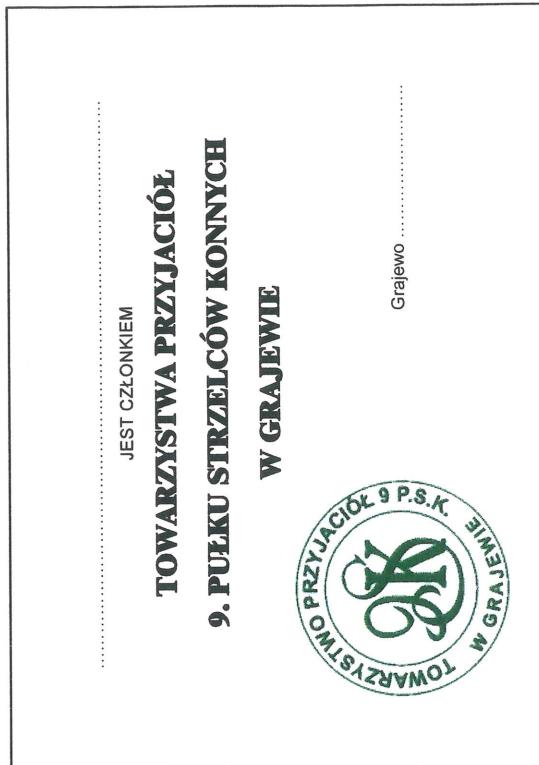 ........................................................................
JEST CZŁONKIEM
TOWARZYSTWA PRZYJACIÓŁ
9. PUŁKU STRZELCÓW KONNYCH
W GRAJEWIE
TOWARZYSTWO PRZYJACIÓŁ 9 P.S.K.
W GRAJEWIE
Grajewo ..............................